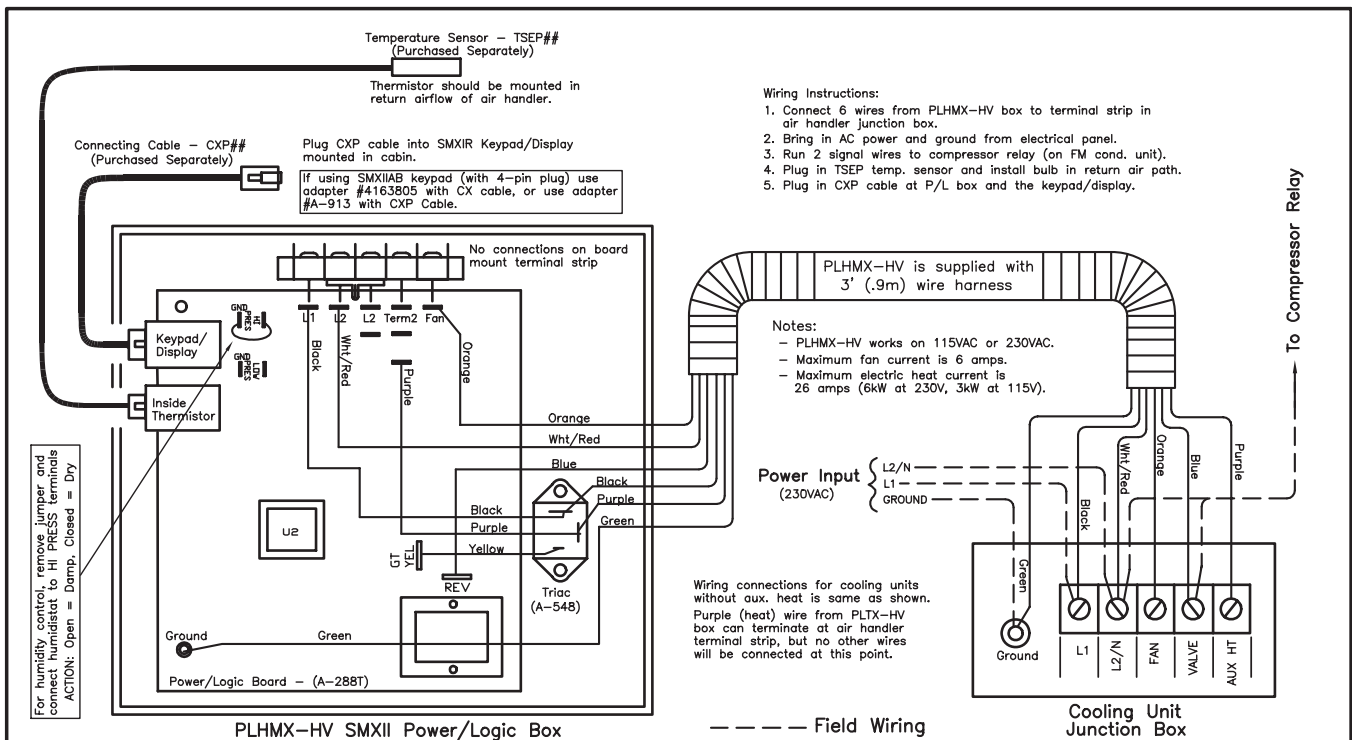 Temperature Sensor – TSEP##
(Purchased Separately)
Thermistor should be mounted in
return airflow of air handler.
Connecting Cable – CXP##
(Purchased Separately)
Plug CXP cable into SMXIR Keypad/Display
mounted in cabin.
If using SMXIIAB keypad (with 4-pin plug) use
adapter #4163805 with CX cable, or use adapter
#A-913 with CXP Cable.
Wiring Instructions:
1. Connect 6 wires from PLHMX-HV box to terminal strip in
air handler junction box.
2. Bring in AC power and ground from electrical panel.
3. Run 2 signal wires to compressor relay (on FM cond. unit).
4. Plug in TSEP temp. sensor and install bulb in return air path.
5. Plug in CXP cable at P/L box and the keypad/display.
To Compressor Relay
No connections on board
mount terminal strip
L1
L2
L2
Term2
Fan
GND
PRES
HI
GND
PRES
LOW
Keypad/
Display
Inside
Thermistor
Black
Wht/Red
Purple
Orange
PLHMX-HV is supplied with
3' (.9m) wire harness
Notes:
– PLHMX-HV works on 115VAC or 230VAC.
– Maximum fan current is 6 amps.
– Maximum electric heat current is
26 amps (6kW at 230V, 3kW at 115V).
Orange
Wht/Red
Blue
Black
Purple
Green
Black
Purple
Yellow
GT
YEL
REV
Triac
(A-548)
U2
Ground
Green
Power/Logic Board – (A-288T)
For humidity control, remove jumper and
connect humidistat to HI PRESS terminals
ACTION: Open = Damp, Closed = Dry
PLHMX-HV SMXII Power/Logic Box
Power Input
(230VAC)
L2/N
L1
GROUND
Green
Black
Wht/Red
Orange
Blue
Purple
Wiring connections for cooling units
without aux. heat is same as shown.
Purple (heat) wire from PLTX-HV
box can terminate at air handler
terminal strip, but no other wires
will be connected at this point.
Ground
L1
L2/N
FAN
VALVE
AUX HT
Cooling Unit
Junction Box
Field Wiring